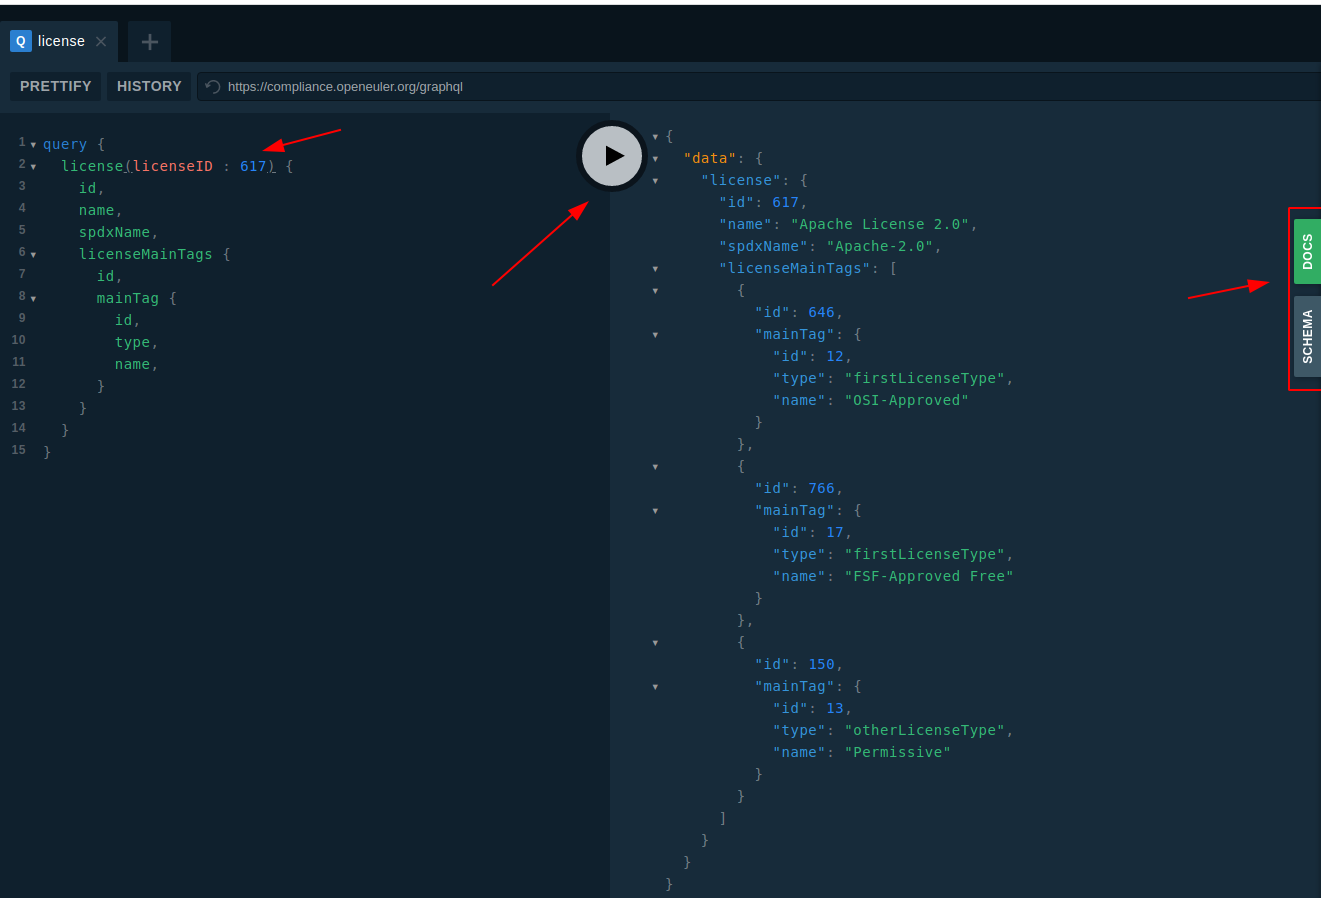 Q license
PRETTIFY HISTORY https://compliance.openeuler.org/graphql
1 query {
2 license(licenseID : 617) {
3 id,
4 name,
5 spdxName,
6 licenseMainTags {
7 id,
8 mainTag {
9 id,
10 type,
11 name,
12 }
13 }
14 }
15 }
{
"data": {
"license": {
"id": 617,
"name": "Apache License 2.0",
"spdxName": "Apache-2.0",
"licenseMainTags": [
{
"id": 646,
"mainTag": {
"id": 12,
"type": "firstLicenseType",
"name": "OSI-Approved"
}
},
{
"id": 766,
"mainTag": {
"id": 17,
"type": "firstLicenseType",
"name": "FSF-Approved Free"
}
},
{
"id": 150,
"mainTag": {
"id": 13,
"type": "otherLicenseType",
"name": "Permissive"
}
}
]
}
}
}
DOCS
SCHEMA